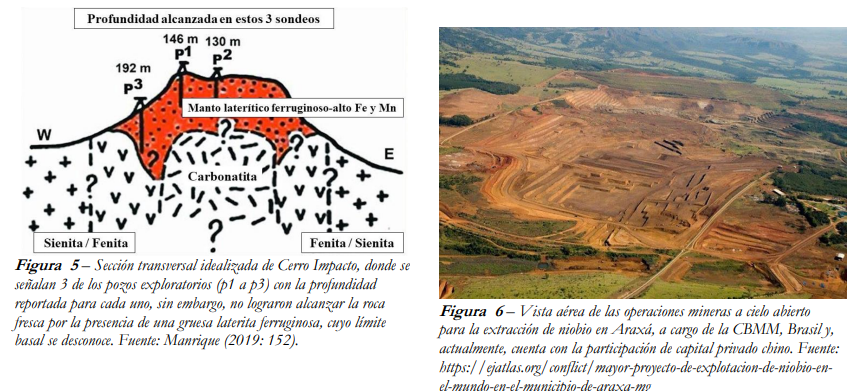 Profundidad alcanzada en estos 3 sondeos
146 m
130 m
P1
P2
192 m
P3
Manto laterítico ferruginoso-alto Fe y Mn
?
W
E
?
?
?
?
Carbonatita
?
Sienita / Fenita
Fenita / Sienita
Figura 5 – Sección transversal idealizada de Cerro Impacto, donde se
señalan 3 de los pozos exploratorios (p1 a p3) con la profundidad
reportada para cada uno, sin embargo, no lograron alcanzar la roca
fresca por la presencia de una gruesa laterita ferruginosa, cuyo límite
basal se desconoce. Fuente: Manrique (2019: 152).
Figura 6 – Vista aérea de las operaciones mineras a cielo abierto
para la extracción de niobio en Araxá, a cargo de la CBMM, Brasil y,
actualmente, cuenta con la participación de capital privado chino. Fuente:
https://ejatlas.org/conflict/mayor-proyecto-de-explotacion-de-niobio-en-
el-mundo-en-el-municipio-de-araxa-mg